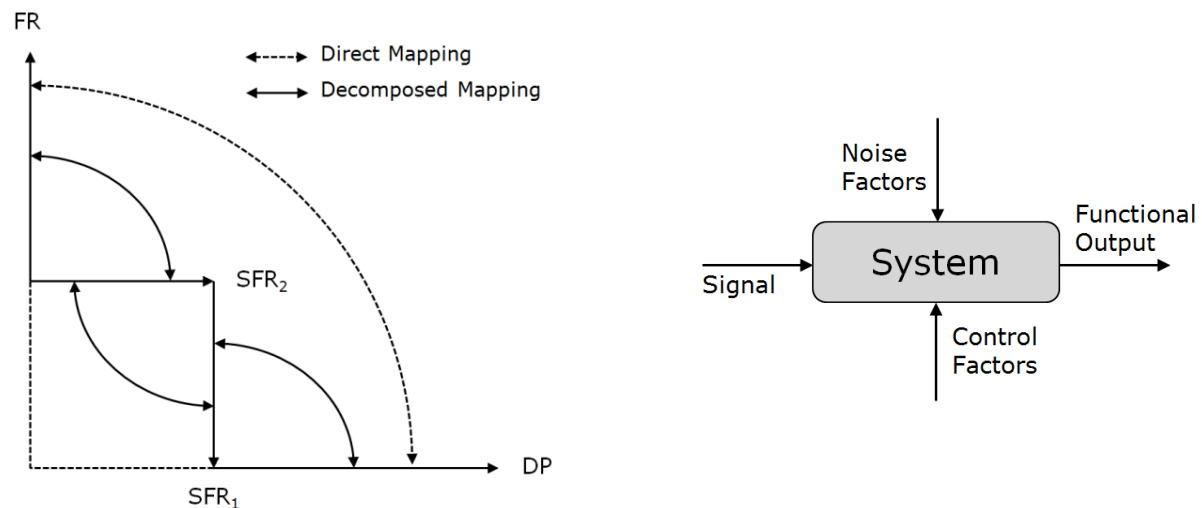 FR
Direct Mapping
Decomposed Mapping
SFR₂
DP
SFR₁
Noise
Factors
Signal
System
Functional
Output
Control
Factors